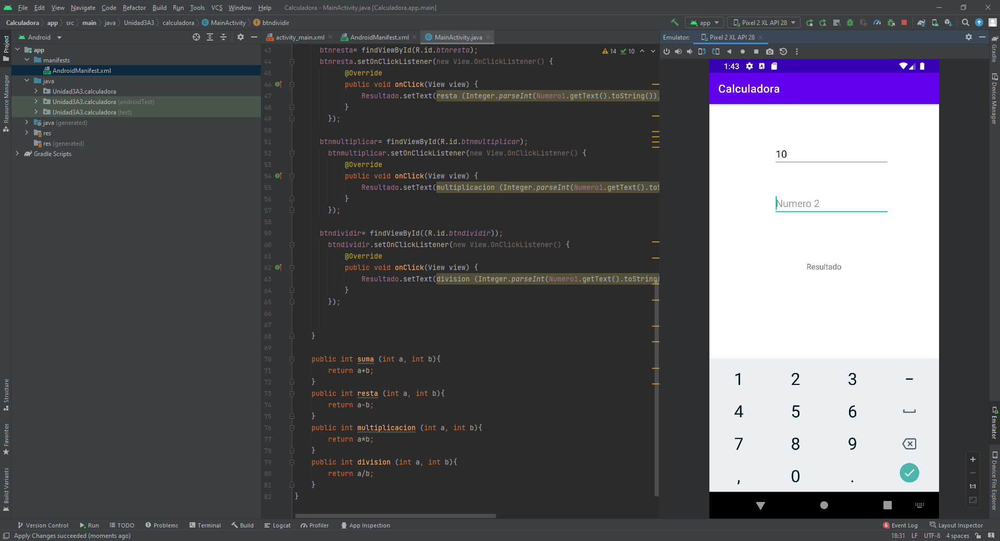 File Edit View Navigate Code Refactor Build Run Tools VCS Window Help Calculadora - MainActivity.java [Calculadora.app.main]
Calculadora app src main java Unidad3A3 calculadora MainActivity btndividir
app Pixel 2 XL API 28
Project
Resource Manager
Structure
Favorites
Build Variants
Android
app
manifests
AndroidManifest.xml
java
Unidad3A3.calculadora
Unidad3A3.calculadora (androidTest)
Unidad3A3.calculadora (test)
java (generated)
res
res (generated)
Gradle Scripts
activity_main.xml AndroidManifest.xml MainActivity.java
14 10
43 btnresta= findViewById(R.id.btnresta);
44 btnresta.setOnClickListener(new View.OnClickListener() {
45 @Override
46 public void onClick(View view) {
47 Resultado.setText(resta (Integer.parseInt(Numero1.getText().toString()),
48 }
49 });
50
51 btnmultiplicar= findViewById(R.id.btnmultiplicar);
52 btnmultiplicar.setOnClickListener(new View.OnClickListener() {
53 @Override
54 public void onClick(View view) {
55 Resultado.setText(multiplicacion (Integer.parseInt(Numero1.getText().toS
56 }
57 });
58
59 btndividir= findViewById((R.id.btndividir));
60 btndividir.setOnClickListener(new View.OnClickListener() {
61 @Override
62 public void onClick(View view) {
63 Resultado.setText(division (Integer.parseInt(Numero1.getText().toString(
64 }
65 });
66
67
68 }
69
70 public int suma (int a, int b){
71 return a+b;
72 }
73 public int resta (int a, int b){
74 return a-b;
75 }
76 public int multiplicacion (int a, int b){
77 return a*b;
78 }
79 public int division (int a, int b){
80 return a/b;
81 }
82 }
Emulator: Pixel 2 XL API 28
1:43
Calculadora
10
Numero 2
Resultado
1 2 3 -
4 5 6
7 8 9
, 0 .
1:1
Gradle
Device Manager
Emulator
Device File Explorer
Version Control Run TODO Problems Terminal Build Logcat Profiler App Inspection 6 Event Log Layout Inspector
Apply Changes succeeded (moments ago) 18:31 LF UTF-8 4 spaces